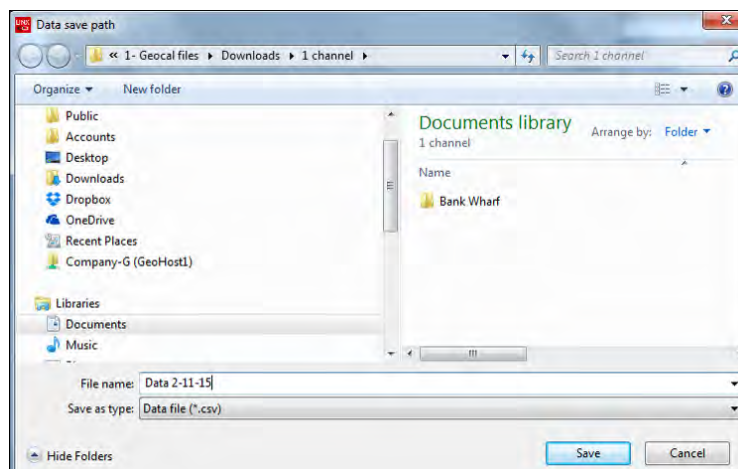 Data save path
« 1- Geocal files ▸ Downloads ▸ 1 channel ▸
Search 1 channel
Organize ▾ New folder
Public
Accounts
Desktop
Downloads
Dropbox
OneDrive
Recent Places
Company-G (GeoHost1)
Libraries
Documents
Music
Documents library
1 channel
Arrange by: Folder ▾
Name
Bank Wharf
File name: Data 2-11-15
Save as type: Data file (*.csv)
Hide Folders
Save Cancel